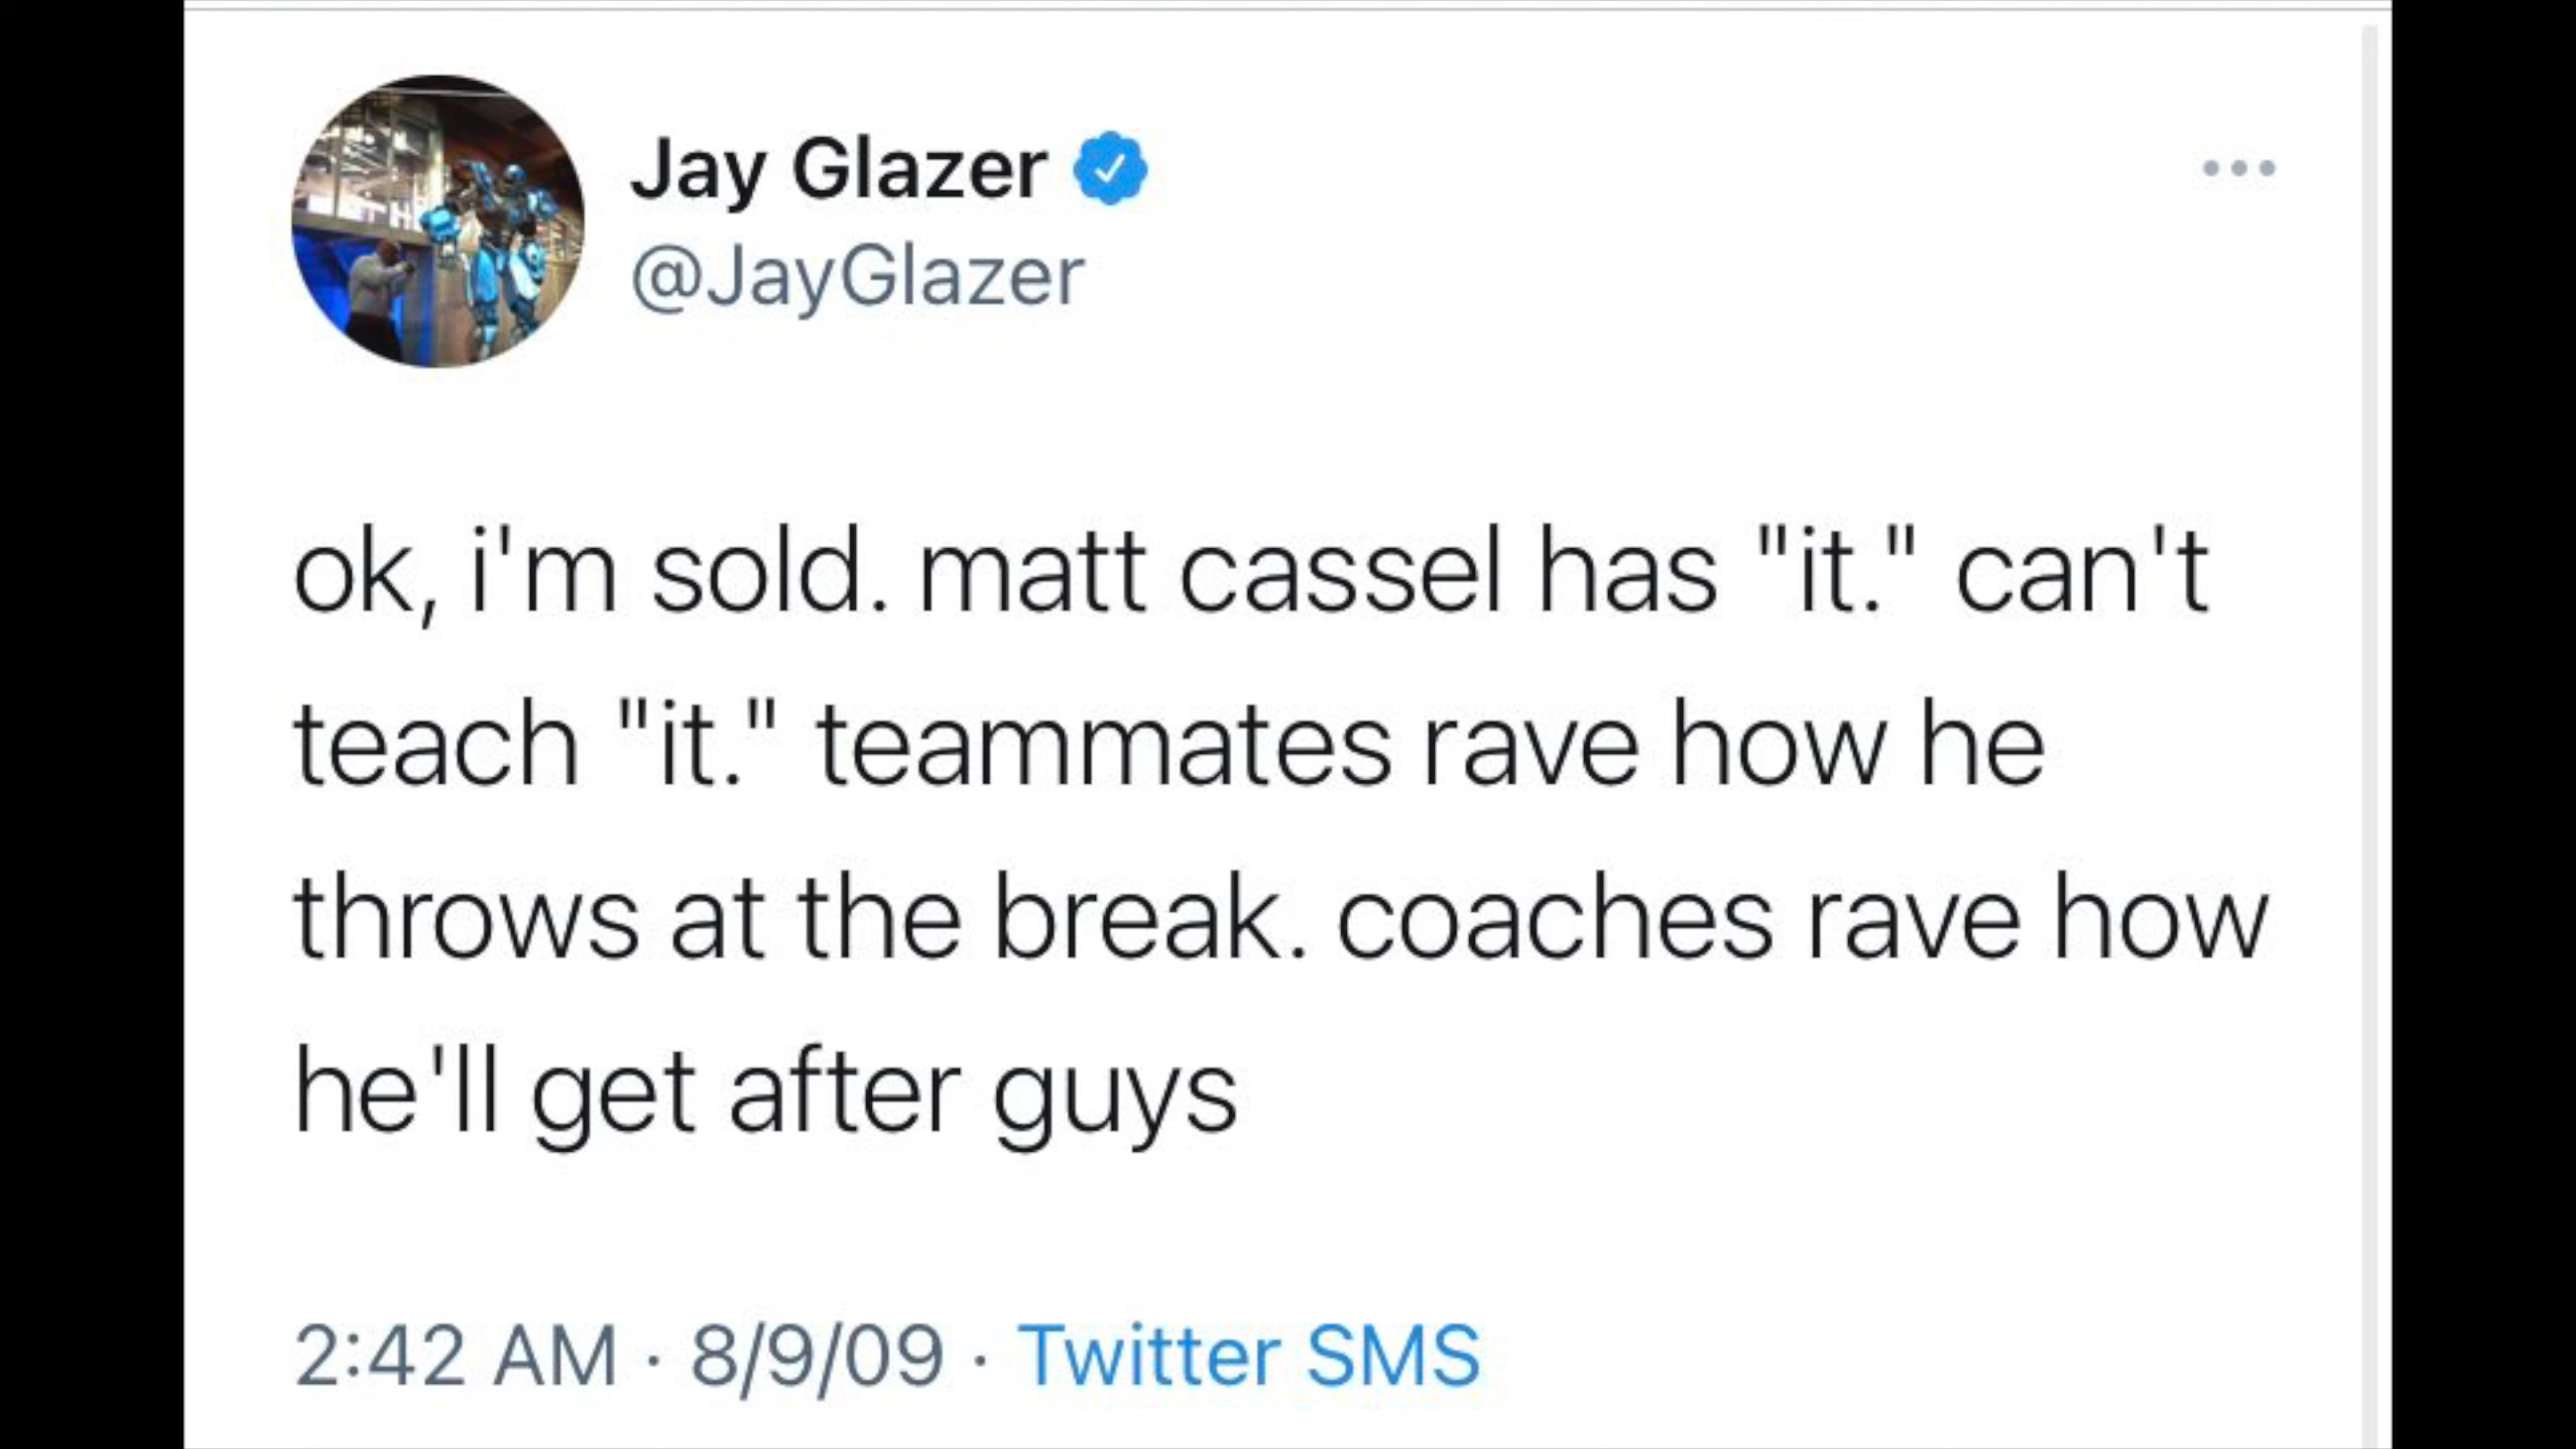 Jay Glazer
@JayGlazer
ok, i'm sold. matt cassel has "it." can't
teach "it." teammates rave how he
throws at the break. coaches rave how
he'll get after guys
2:42 AM · 8/9/09 · Twitter SMS